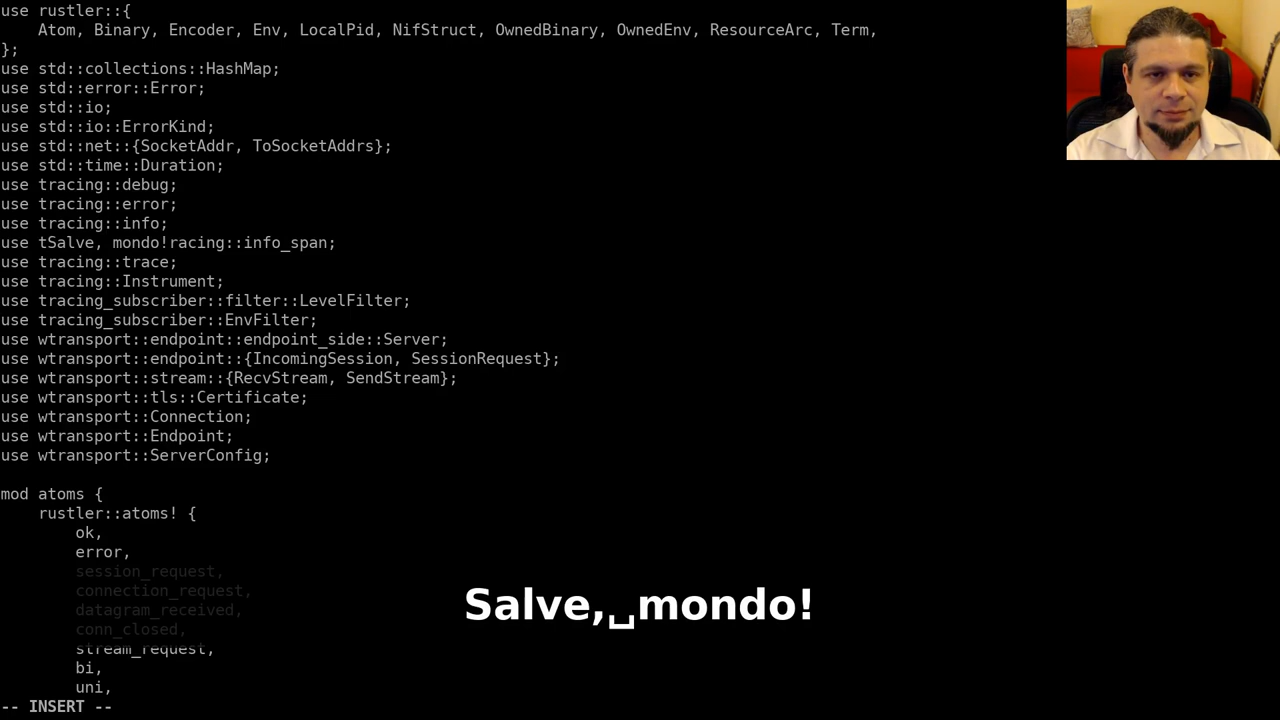 use rustler::{
    Atom, Binary, Encoder, Env, LocalPid, NifStruct, OwnedBinary, OwnedEnv, ResourceArc, Term,
};
use std::collections::HashMap;
use std::error::Error;
use std::io;
use std::io::ErrorKind;
use std::net::{SocketAddr, ToSocketAddrs};
use std::time::Duration;
use tracing::debug;
use tracing::error;
use tracing::info;
use tSalve, mondo!racing::info_span;
use tracing::trace;
use tracing::Instrument;
use tracing_subscriber::filter::LevelFilter;
use tracing_subscriber::EnvFilter;
use wtransport::endpoint::endpoint_side::Server;
use wtransport::endpoint::{IncomingSession, SessionRequest};
use wtransport::stream::{RecvStream, SendStream};
use wtransport::tls::Certificate;
use wtransport::Connection;
use wtransport::Endpoint;
use wtransport::ServerConfig;

mod atoms {
    rustler::atoms! {
        ok,
        error,
        session_request,
        connection_request,
        datagram_received,
        conn_closed,
        stream_request,
        bi,
        uni,
-- INSERT --
Salve,␣mondo!